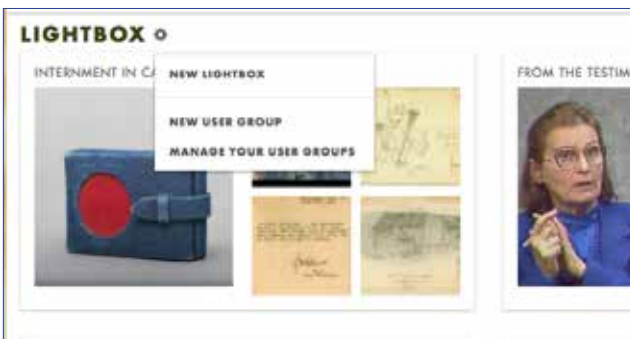 LIGHTBOX
INTERNMENT IN CA
NEW LIGHTBOX
NEW USER GROUP
MANAGE YOUR USER GROUPS
FROM THE TESTIM